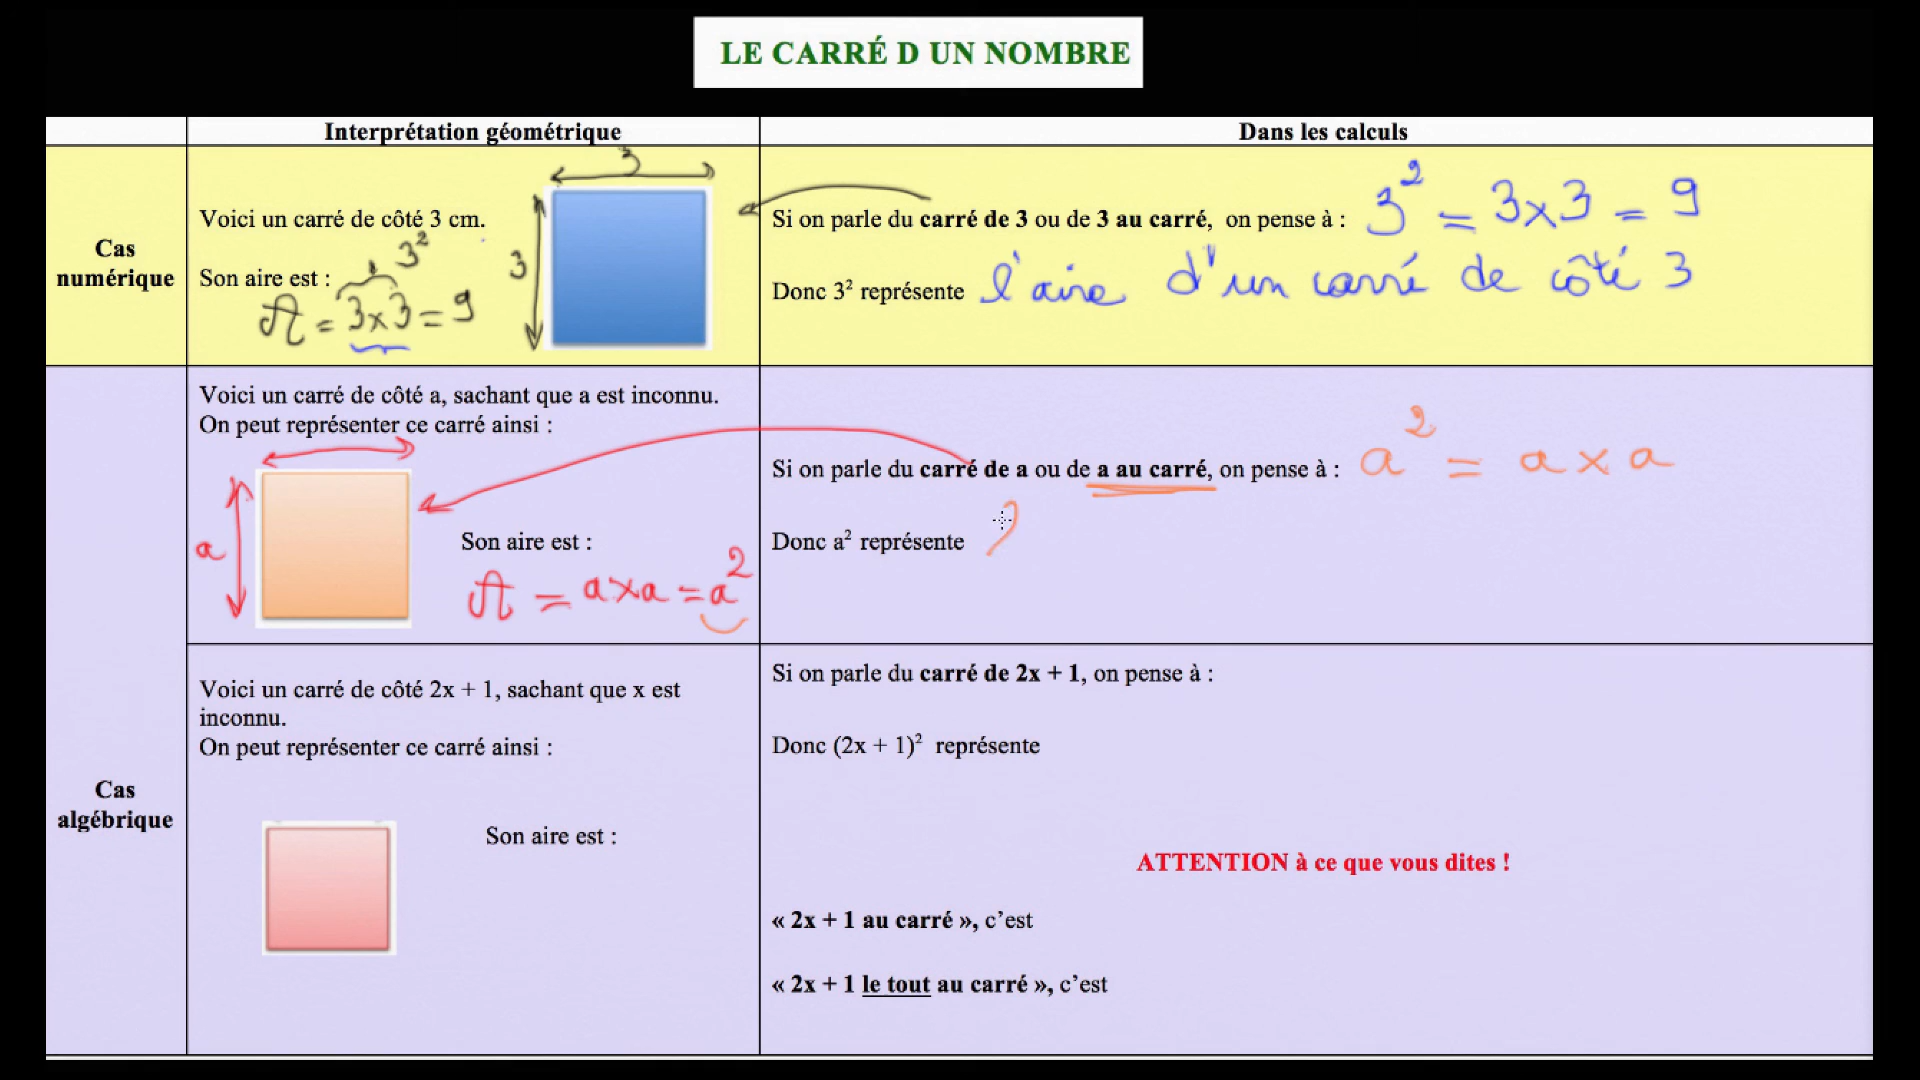 LE CARRÉ D UN NOMBRE
Interprétation géométrique
Dans les calculs
Cas
numérique
Voici un carré de côté 3 cm.
Son aire est :
3²
𝒜 = 3×3 = 9
3
3
Si on parle du carré de 3 ou de 3 au carré, on pense à : 3² = 3×3 = 9
Donc 3² représente l'aire d'un carré de côté 3
Cas
algébrique
Voici un carré de côté a, sachant que a est inconnu.
On peut représenter ce carré ainsi :
a
Son aire est :
𝒜 = a×a = a²
Si on parle du carré de a ou de a au carré, on pense à : a² = a×a
Donc a² représente
Voici un carré de côté 2x + 1, sachant que x est
inconnu.
On peut représenter ce carré ainsi :
Son aire est :
Si on parle du carré de 2x + 1, on pense à :
Donc (2x + 1)² représente
ATTENTION à ce que vous dites !
« 2x + 1 au carré », c’est
« 2x + 1 le tout au carré », c’est